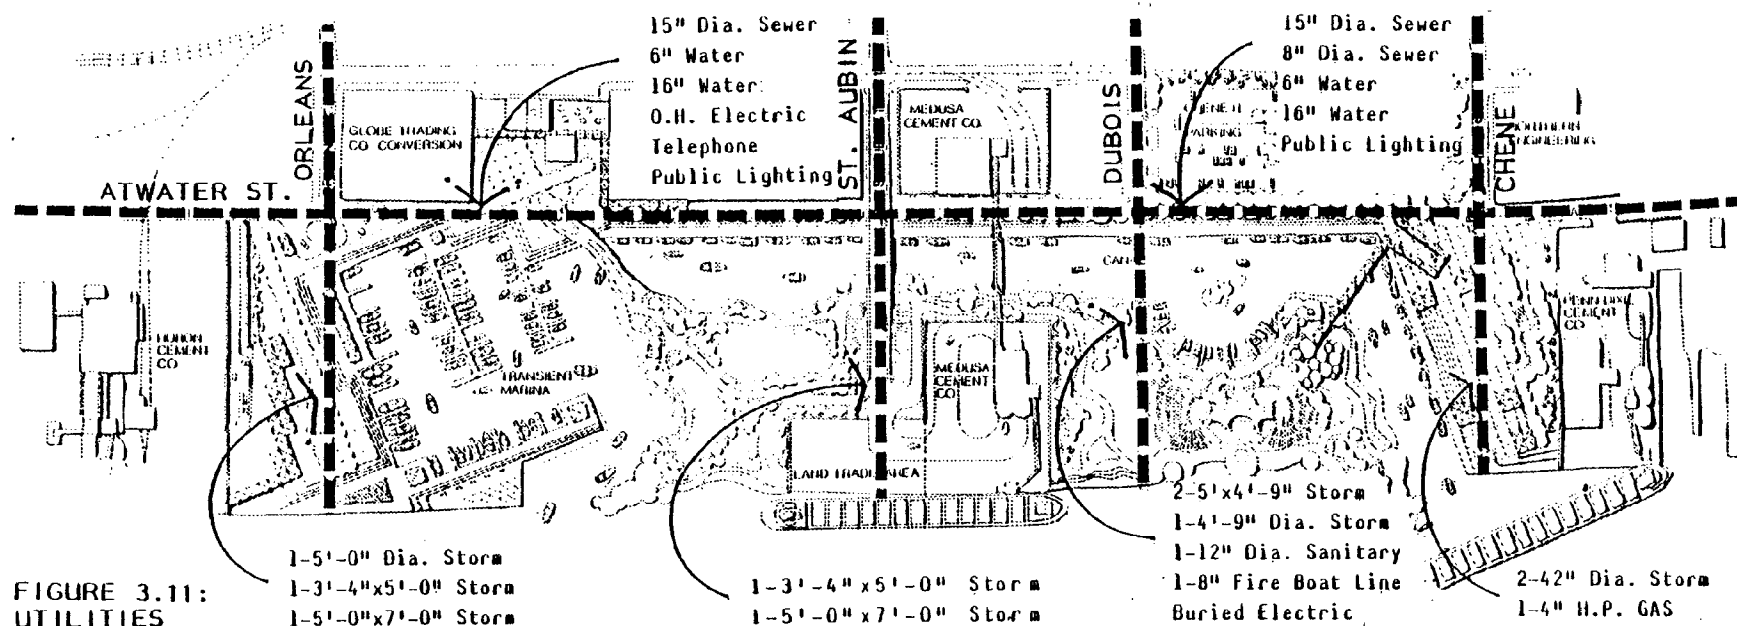 15" Dia. Sewer
6" Water
16" Water
O.H. Electric
Telephone
Public Lighting
15" Dia. Sewer
8" Dia. Sewer
6" Water
16" Water
Public Lighting
ORLEANS
ST. AUBIN
DUBOIS
CHENE
ATWATER ST.
GLOBE TRADING
CO. CONVERSION
MEDUSA
CEMENT CO.
PARKING
ENGINEERING
HURON
CEMENT
CO
TRANSIENT
MARINA
MEDUSA
CEMENT
CO.
CEMENT
CO
LAND TRADE AREA
1-5'-0" Dia. Storm
1-3'-4"x5'-0" Storm
1-5'-0"x7'-0" Storm
1-3'-4"x5'-0" Storm
1-5'-0"x7'-0" Storm
2-5'x4'-9" Storm
1-4'-9" Dia. Storm
1-12" Dia. Sanitary
1-8" Fire Boat Line
Buried Electric
2-42" Dia. Storm
1-4" H.P. GAS
FIGURE 3.11:
UTILITIES